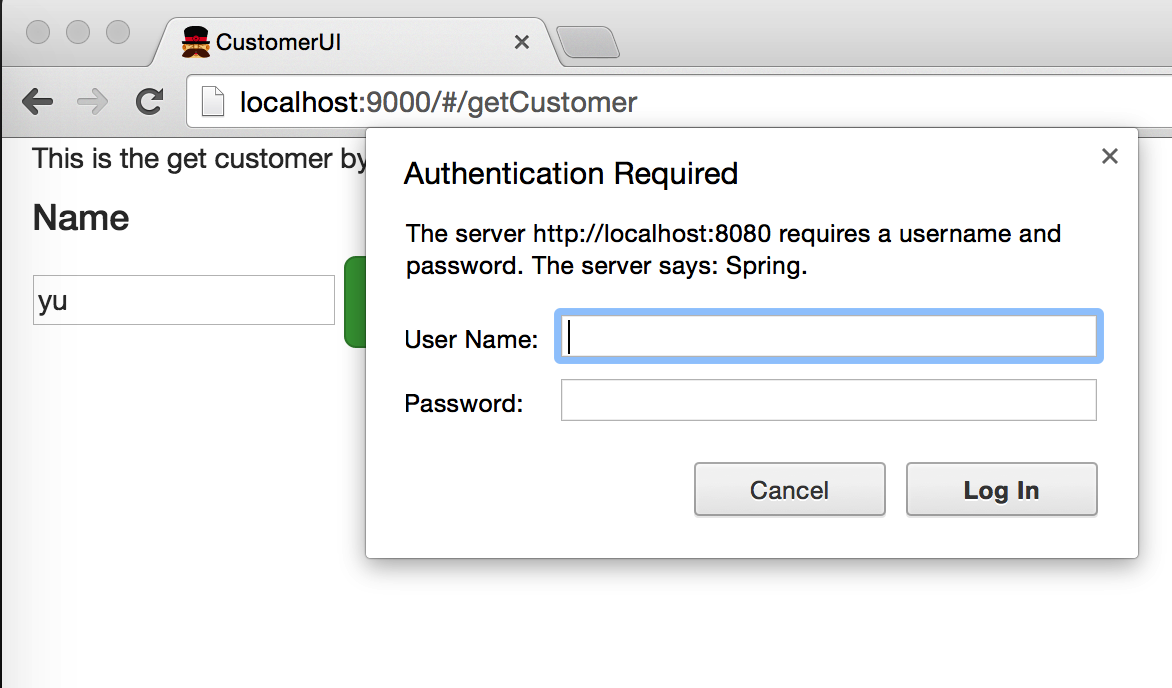 CustomerUI
localhost:9000/#/getCustomer
This is the get customer by
Name
yu
Authentication Required
The server http://localhost:8080 requires a username and
password. The server says: Spring.
User Name:
Password:
Cancel
Log In